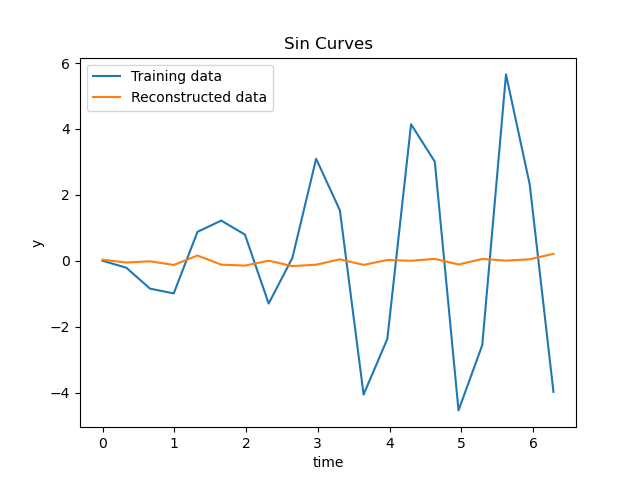 Sin Curves
Training data
Reconstructed data
y
6
4
2
0
−2
−4
0 1 2 3 4 5 6
time